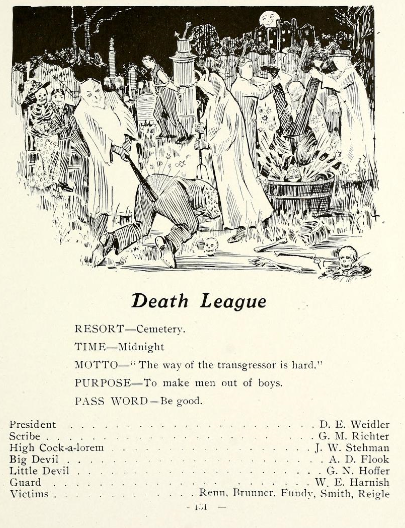 Death League
RESORT—Cemetery.
TIME—Midnight
MOTTO—"The way of the transgressor is hard."
PURPOSE—To make men out of boys.
PASS WORD—Be good.
President . . . . . . . . . . . . . . . . . . . . D. E. Weidler
Scribe . . . . . . . . . . . . . . . . . . . . G. M. Richter
High Cock-a-lorem . . . . . . . . . . . . . . . . J. W. Stehman
Big Devil . . . . . . . . . . . . . . . . . . . . A. D. Flook
Little Devil . . . . . . . . . . . . . . . . . . . G. N. Hoffer
Guard . . . . . . . . . . . . . . . . . . . . W. E. Harnish
Victims . . . . . . . . . . . Renn, Brunner, Fundy, Smith, Reigle